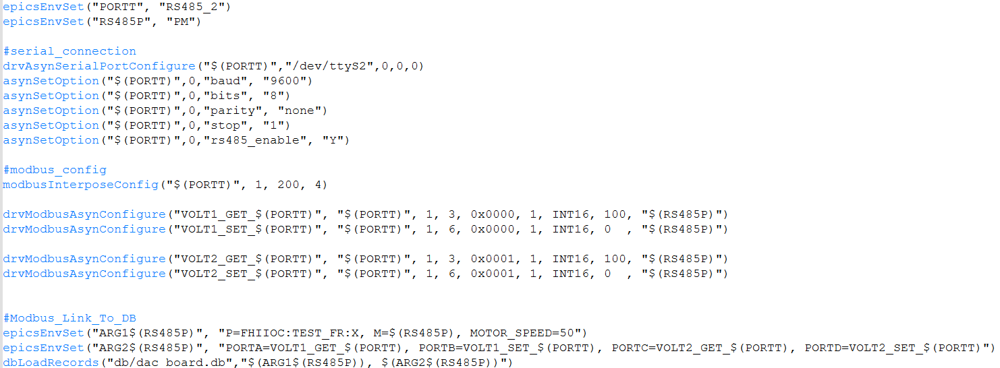 epicsEnvSet("PORTT", "RS485_2")
epicsEnvSet("RS485P", "PM")
#serial_connection
drvAsynSerialPortConfigure("$(PORTT)","/dev/ttyS2",0,0,0)
asynSetOption("$(PORTT)",0,"baud", "9600")
asynSetOption("$(PORTT)",0,"bits", "8")
asynSetOption("$(PORTT)",0,"parity", "none")
asynSetOption("$(PORTT)",0,"stop", "1")
asynSetOption("$(PORTT)",0,"rs485_enable", "Y")
#modbus_config
modbusInterposeConfig("$(PORTT)", 1, 200, 4)
drvModbusAsynConfigure("VOLT1_GET_$(PORTT)", "$(PORTT)", 1, 3, 0x0000, 1, INT16, 100, "$(RS485P)")
drvModbusAsynConfigure("VOLT1_SET_$(PORTT)", "$(PORTT)", 1, 6, 0x0000, 1, INT16, 0  , "$(RS485P)")
drvModbusAsynConfigure("VOLT2_GET_$(PORTT)", "$(PORTT)", 1, 3, 0x0001, 1, INT16, 100, "$(RS485P)")
drvModbusAsynConfigure("VOLT2_SET_$(PORTT)", "$(PORTT)", 1, 6, 0x0001, 1, INT16, 0  , "$(RS485P)")
#Modbus_Link_To_DB
epicsEnvSet("ARG1$(RS485P)", "P=FHIIOC:TEST_FR:X, M=$(RS485P), MOTOR_SPEED=50")
epicsEnvSet("ARG2$(RS485P)", "PORTA=VOLT1_GET_$(PORTT), PORTB=VOLT1_SET_$(PORTT), PORTC=VOLT2_GET_$(PORTT), PORTD=VOLT2_SET_$(PORTT)")
dbLoadRecords("db/dac board.db","$(ARG1$(RS485P)), $(ARG2$(RS485P))")